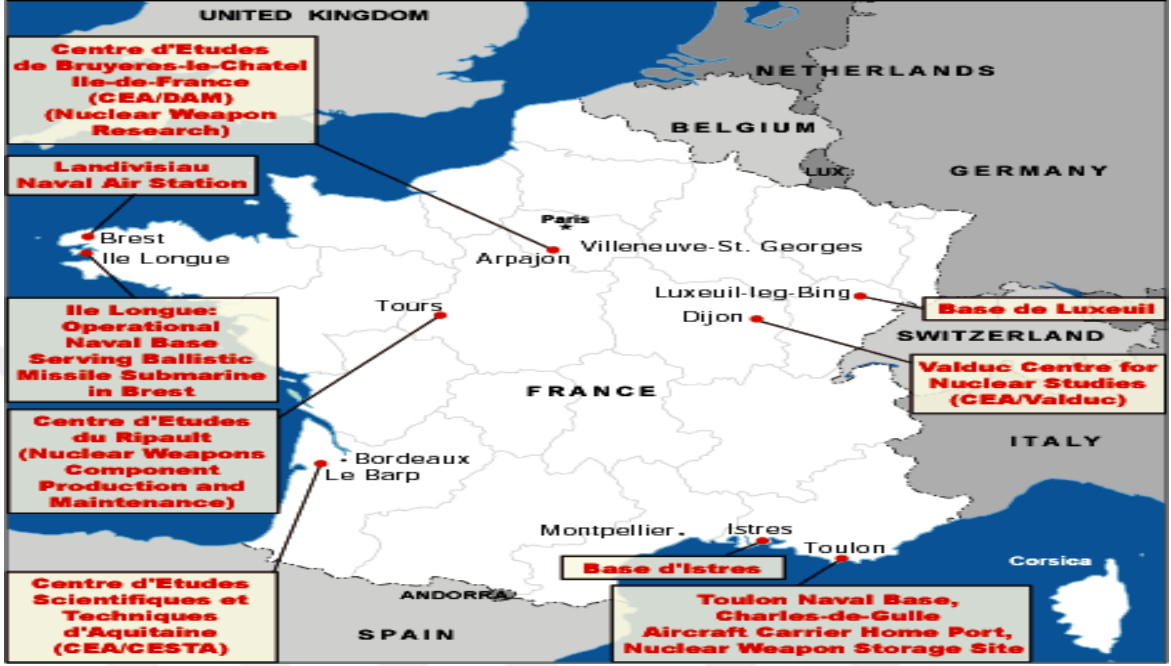 UNITED KINGDOM
Centre d'Etudes
de Bruyeres-le-Chatel
Ile-de-France
(CEA/DAM)
(Nuclear Weapon
Research)
NETHERLANDS
BELGIUM
LUX.
GERMANY
Landivisiau
Naval Air Station
Paris
Brest
Ile Longue
Arpajon
Villeneuve-St. Georges
Luxeuil-leg-Bing
Base de Luxeuil
Tours
Dijon
SWITZERLAND
Ile Longue:
Operational
Naval Base
Serving Ballistic
Missile Submarine
in Brest
Valduc Centre for
Nuclear Studies
(CEA/Valduc)
FRANCE
Centre d'Etudes
du Ripault
(Nuclear Weapons
Component
Production and
Maintenance)
ITALY
Bordeaux
Le Barp
Montpellier
Istres
Toulon
Base d'Istres
Corsica
Centre d'Etudes
Scientifiques et
Techniques
d'Aquitaine
(CEA/CESTA)
ANDORRA
SPAIN
Toulon Naval Base,
Charles-de-Gulle
Aircraft Carrier Home Port,
Nuclear Weapon Storage Site